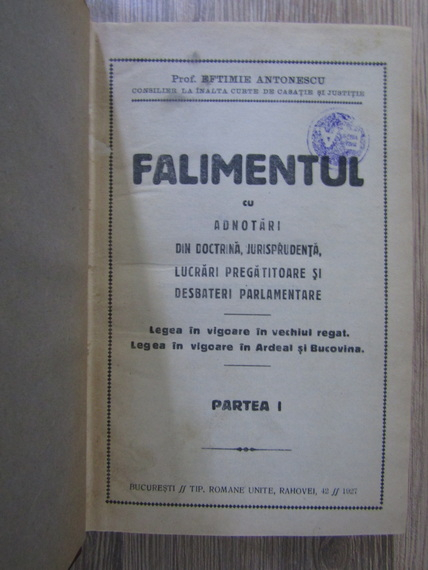 Prof. EFTIMIE ANTONESCU
CONSILIER LA ÎNALTA CURTE DE CASAȚIE ȘI JUSTIȚIE
FALIMENTUL
CU
ADNOTĂRI
DIN DOCTRINĂ, JURISPRUDENȚĂ,
LUCRĂRI PREGĂTITOARE ȘI
DESBATERI PARLAMENTARE
Legea în vigoare în vechiul regat.
Legea în vigoare în Ardeal și Bucovina.
PARTEA I
BUCUREȘTI // TIP. ROMANE UNITE, RAHOVEI, 42 // 1927